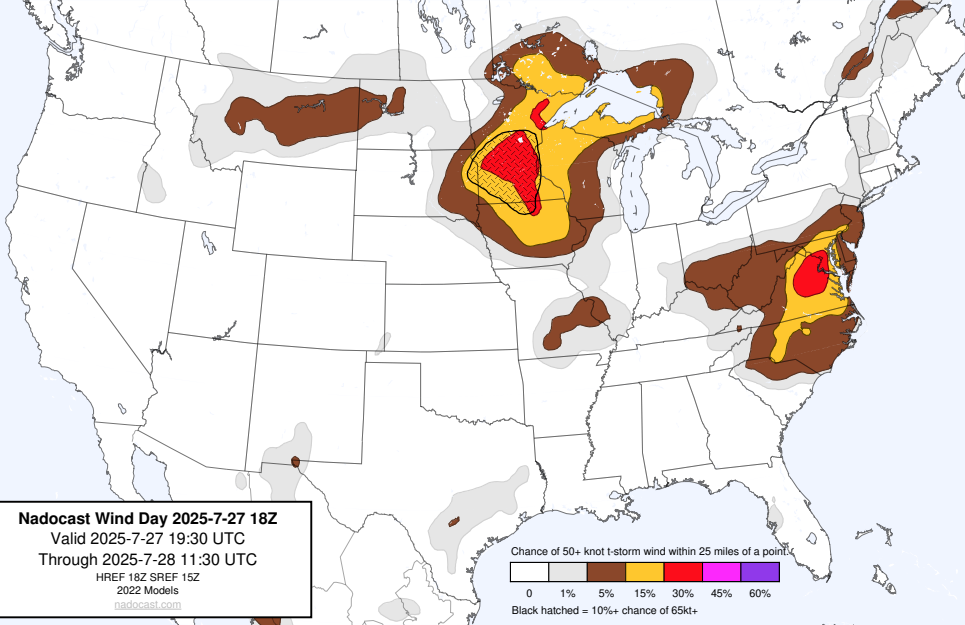 Nadocast Wind Day 2025-7-27 18Z
Valid 2025-7-27 19:30 UTC
Through 2025-7-28 11:30 UTC
HREF 18Z SREF 15Z
2022 Models
nadocast.com
Chance of 50+ knot t-storm wind within 25 miles of a point.
0 1% 5% 15% 30% 45% 60%
Black hatched = 10%+ chance of 65kt+